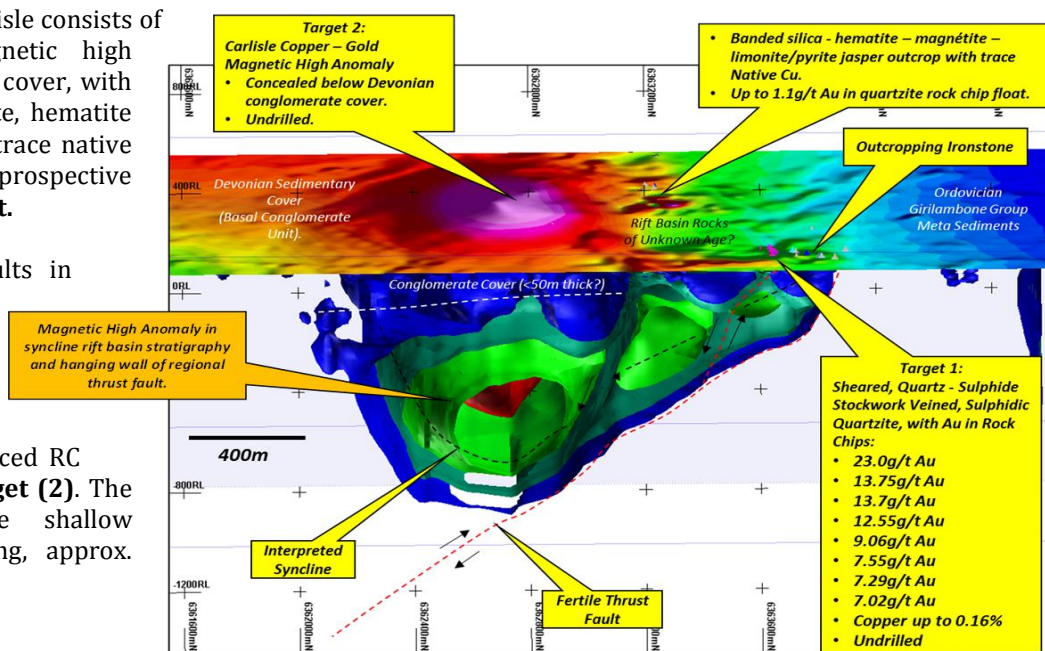 isle consists of
gnetic high
cover, with
te, hematite
trace native
prospective
t.
ults in
ced RC
get (2). The
e shallow
ng, approx.
Target 2:
Carlisle Copper – Gold
Magnetic High Anomaly
• Concealed below Devonian
conglomerate cover.
• Undrilled.
• Banded silica - hematite – magnétite –
limonite/pyrite jasper outcrop with trace
Native Cu.
• Up to 1.1g/t Au in quartzite rock chip float.
Outcropping Ironstone
800RL
6362800mN
6363200mN
400RL
Devonian Sedimentary
Cover
(Basal Conglomerate
Unit).
Rift Basin Rocks
of Unknown Age?
Ordovician
Girilambone Group
Meta Sediments
0RL
Conglomerate Cover (<50m thick?)
Magnetic High Anomaly in
syncline rift basin stratigraphy
and hanging wall of regional
thrust fault.
400m
-800RL
Interpreted
Syncline
Fertile Thrust
Fault
-1200RL
6361600mN
6362000mN
6362400mN
6362800mN
6363600mN
Target 1:
Sheared, Quartz - Sulphide
Stockwork Veined, Sulphidic
Quartzite, with Au in Rock
Chips:
• 23.0g/t Au
• 13.75g/t Au
• 13.7g/t Au
• 12.55g/t Au
• 9.06g/t Au
• 7.55g/t Au
• 7.29g/t Au
• 7.02g/t Au
• Copper up to 0.16%
• Undrilled